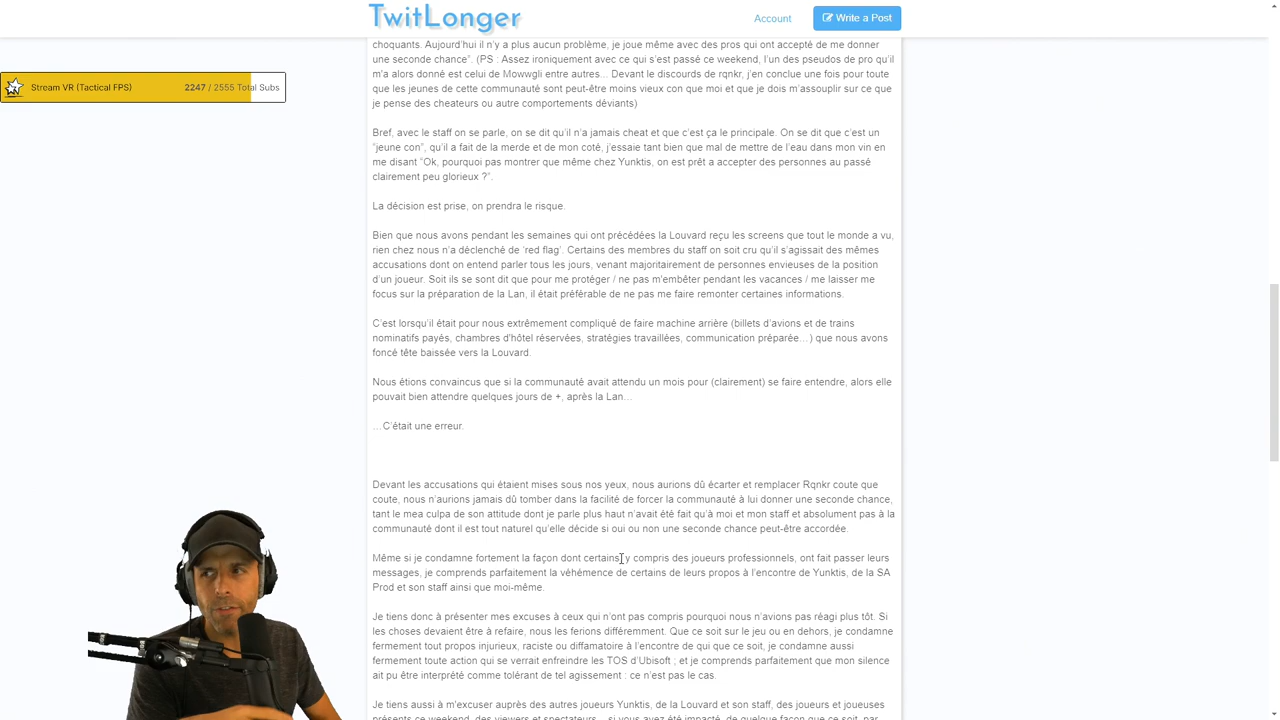 TwitLonger
Account
Write a Post
Stream VR (Tactical FPS) 2247 / 2555 Total Subs
choquants. Aujourd'hui il n'y a plus aucun problème, je joue même avec des pros qui ont accepté de me donner
une seconde chance". (PS : Assez ironiquement avec ce qui s'est passé ce weekend, l'un des pseudos de pro qu'il
m'a alors donné est celui de Mowwgli entre autres... Devant le discourds de rqnkr, j'en conclue une fois pour toute
que les jeunes de cette communauté sont peut-être moins vieux con que moi et que je dois m'assouplir sur ce que
je pense des cheateurs ou autre comportements déviants)
Bref, avec le staff on se parle, on se dit qu'il n'a jamais cheat et que c'est ça le principale. On se dit que c'est un
"jeune con", qu'il a fait de la merde et de mon coté, j'essaie tant bien que mal de mettre de l'eau dans mon vin en
me disant "Ok, pourquoi pas montrer que même chez Yunktis, on est prêt a accepter des personnes au passé
clairement peu glorieux ?".
La décision est prise, on prendra le risque.
Bien que nous avons pendant les semaines qui ont précédées la Louvard reçu les screens que tout le monde a vu,
rien chez nous n'a déclenché de 'red flag'. Certains des membres du staff on soit cru qu'il s'agissait des mêmes
accusations dont on entend parler tous les jours, venant majoritairement de personnes envieuses de la position
d'un joueur. Soit ils se sont dit que pour me protéger / ne pas m'embêter pendant les vacances / me laisser me
focus sur la préparation de la Lan, il était préférable de ne pas me faire remonter certaines informations.
C'est lorsqu'il était pour nous extrêmement compliqué de faire machine arrière (billets d'avions et de trains
nominatifs payés, chambres d'hôtel réservées, stratégies travaillées, communication préparée...) que nous avons
foncé tête baissée vers la Louvard.
Nous étions convaincus que si la communauté avait attendu un mois pour (clairement) se faire entendre, alors elle
pouvait bien attendre quelques jours de +, après la Lan...
...C'était une erreur.
Devant les accusations qui étaient mises sous nos yeux, nous aurions dû écarter et remplacer Rqnkr coute que
coute, nous n'aurions jamais dû tomber dans la facilité de forcer la communauté à lui donner une seconde chance,
tant le mea culpa de son attitude dont je parle plus haut n'avait été fait qu'à moi et mon staff et absolument pas à la
communauté dont il est tout naturel qu'elle décide si oui ou non une seconde chance peut-être accordée.
Même si je condamne fortement la façon dont certains y compris des joueurs professionnels, ont fait passer leurs
messages, je comprends parfaitement la véhémence de certains de leurs propos à l'encontre de Yunktis, de la SA
Prod et son staff ainsi que moi-même.
Je tiens donc à présenter mes excuses à ceux qui n'ont pas compris pourquoi nous n'avions pas réagi plus tôt. Si
les choses devaient être à refaire, nous les ferions différemment. Que ce soit sur le jeu ou en dehors, je condamne
fermement tout propos injurieux, raciste ou diffamatoire à l'encontre de qui que ce soit, je condamne aussi
fermement toute action qui se verrait enfreindre les TOS d'Ubisoft ; et je comprends parfaitement que mon silence
ait pu être interprété comme tolérant de tel agissement : ce n'est pas le cas.
Je tiens aussi à m'excuser auprès des autres joueurs Yunktis, de la Louvard et son staff, des joueurs et joueuses
présents ce weekend, des viewers et spectateurs... si vous avez été impacté, de quelque façon que ce soit, par